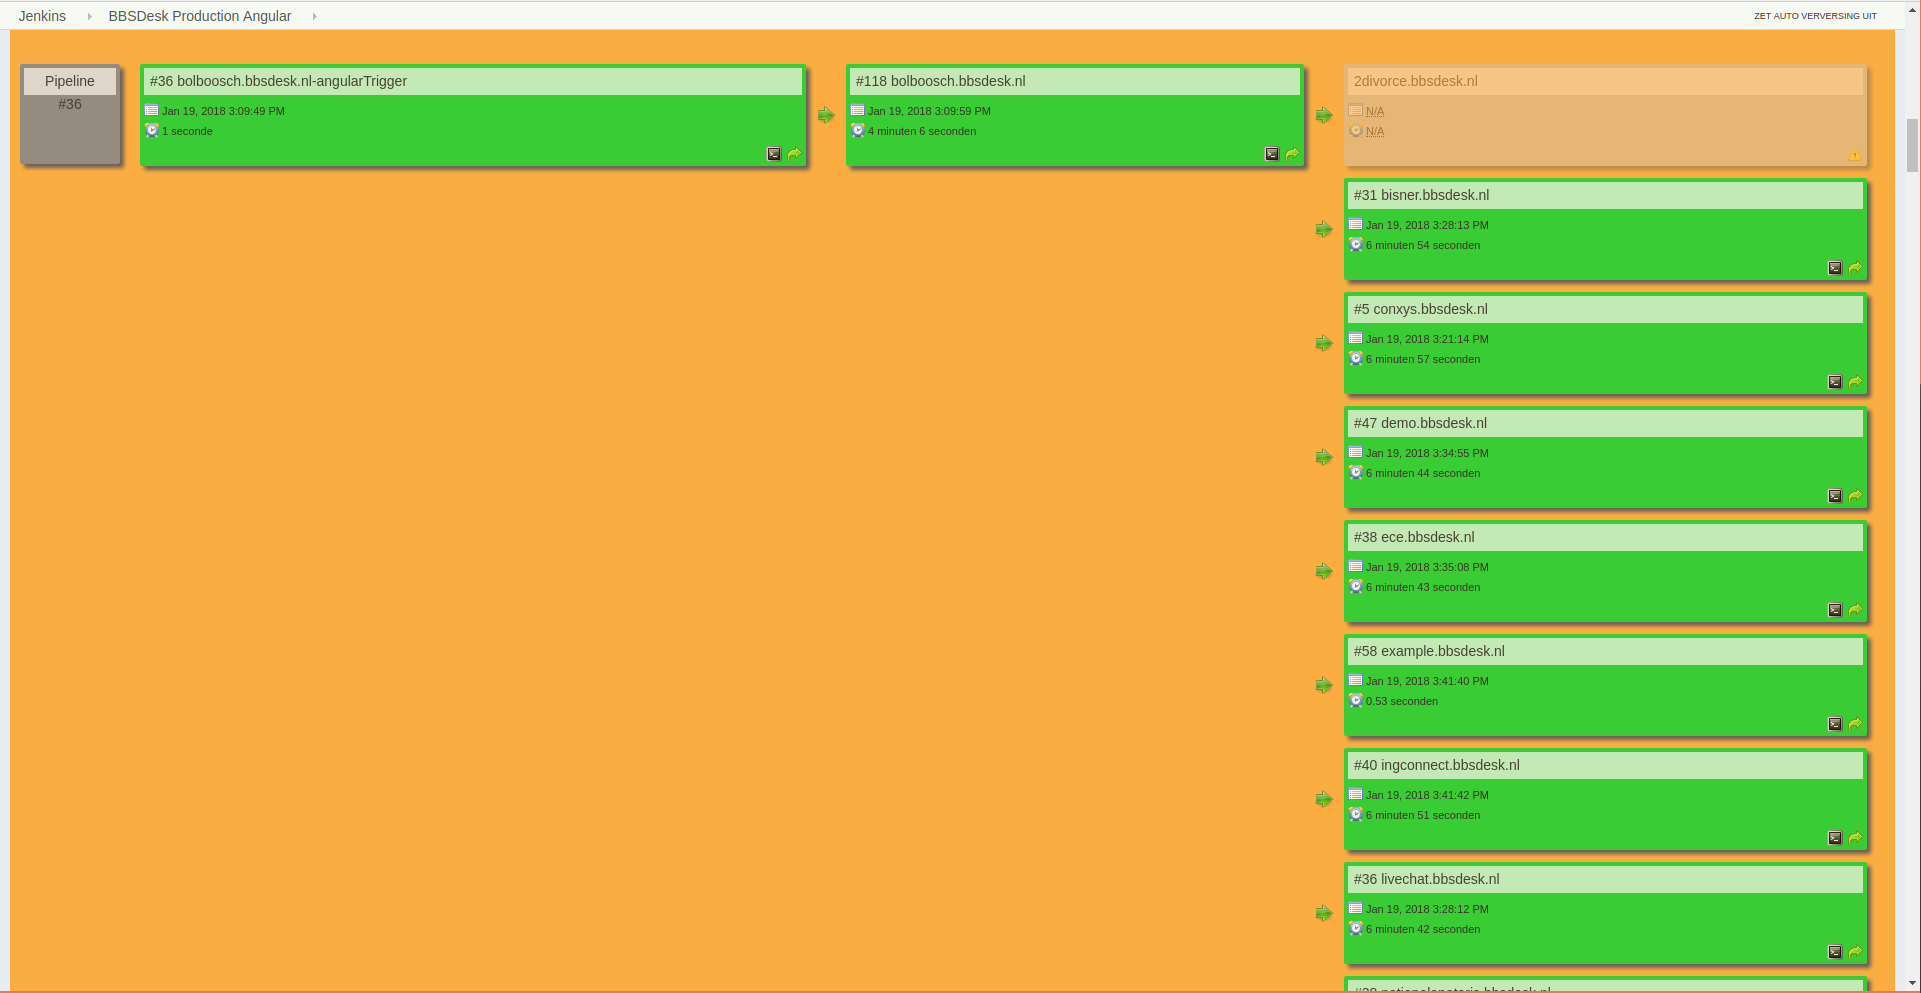 Jenkins BBSDesk Production Angular ZET AUTO VERVERSING UIT
Pipeline
#36
#36 bolboosch.bbsdesk.nl-angularTrigger
Jan 19, 2018 3:09:49 PM
1 seconde
#118 bolboosch.bbsdesk.nl
Jan 19, 2018 3:09:59 PM
4 minuten 6 seconden
2divorce.bbsdesk.nl
N/A
N/A
#31 bisner.bbsdesk.nl
Jan 19, 2018 3:28:13 PM
6 minuten 54 seconden
#5 conxys.bbsdesk.nl
Jan 19, 2018 3:21:14 PM
6 minuten 57 seconden
#47 demo.bbsdesk.nl
Jan 19, 2018 3:34:55 PM
6 minuten 44 seconden
#38 ece.bbsdesk.nl
Jan 19, 2018 3:35:08 PM
6 minuten 43 seconden
#58 example.bbsdesk.nl
Jan 19, 2018 3:41:40 PM
0.53 seconden
#40 ingconnect.bbsdesk.nl
Jan 19, 2018 3:41:42 PM
6 minuten 51 seconden
#36 livechat.bbsdesk.nl
Jan 19, 2018 3:28:12 PM
6 minuten 42 seconden